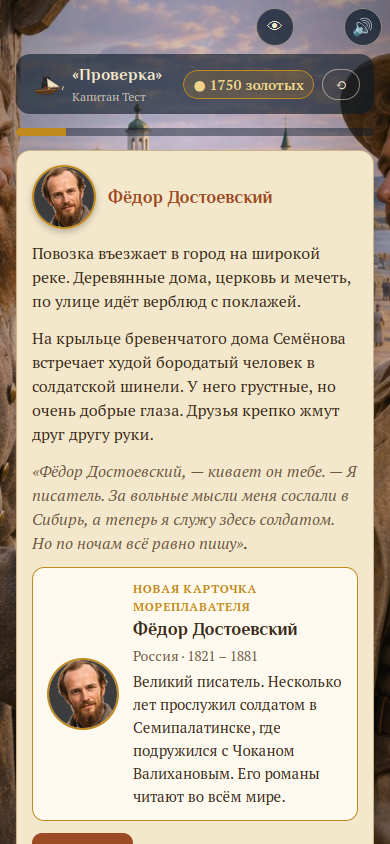 «Проверка»
Капитан Тест
1750 золотых
Фёдор Достоевский
Повозка въезжает в город на широкой
реке. Деревянные дома, церковь и мечеть,
по улице идёт верблюд с поклажей.
На крыльце бревенчатого дома Семёнова
встречает худой бородатый человек в
солдатской шинели. У него грустные, но
очень добрые глаза. Друзья крепко жмут
друг другу руки.
«Фёдор Достоевский, — кивает он тебе. — Я
писатель. За вольные мысли меня сослали в
Сибирь, а теперь я служу здесь солдатом.
Но по ночам всё равно пишу».
НОВАЯ КАРТОЧКА
МОРЕПЛАВАТЕЛЯ
Фёдор Достоевский
Россия · 1821 – 1881
Великий писатель. Несколько
лет прослужил солдатом в
Семипалатинске, где
подружился с Чоканом
Валихановым. Его романы
читают во всём мире.